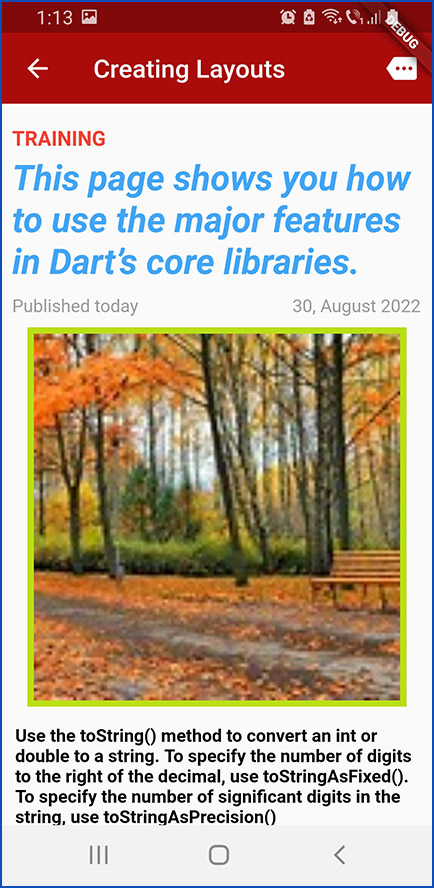 1:13
DEBUG
Creating Layouts
TRAINING
This page shows you how
to use the major features
in Dart’s core libraries.
Published today
30, August 2022
Use the toString() method to convert an int or
double to a string. To specify the number of digits
to the right of the decimal, use toStringAsFixed().
To specify the number of significant digits in the
string, use toStringAsPrecision()